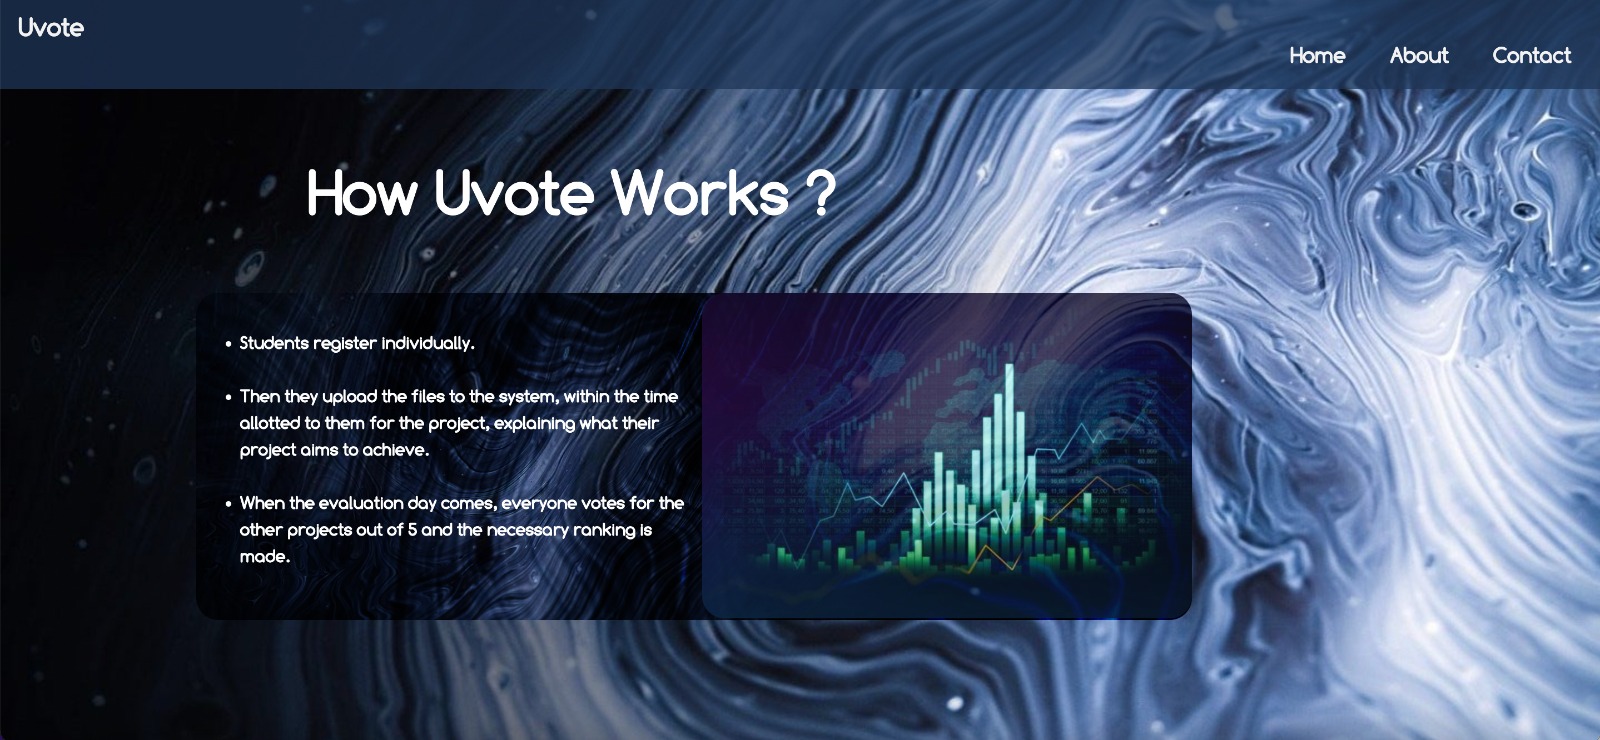 Uvote
Home About Contact
How Uvote Works ?
• Students register individually.
• Then they upload the files to the system, within the time
allotted to them for the project, explaining what their
project aims to achieve.
• When the evaluation day comes, everyone votes for the
other projects out of 5 and the necessary ranking is
made.